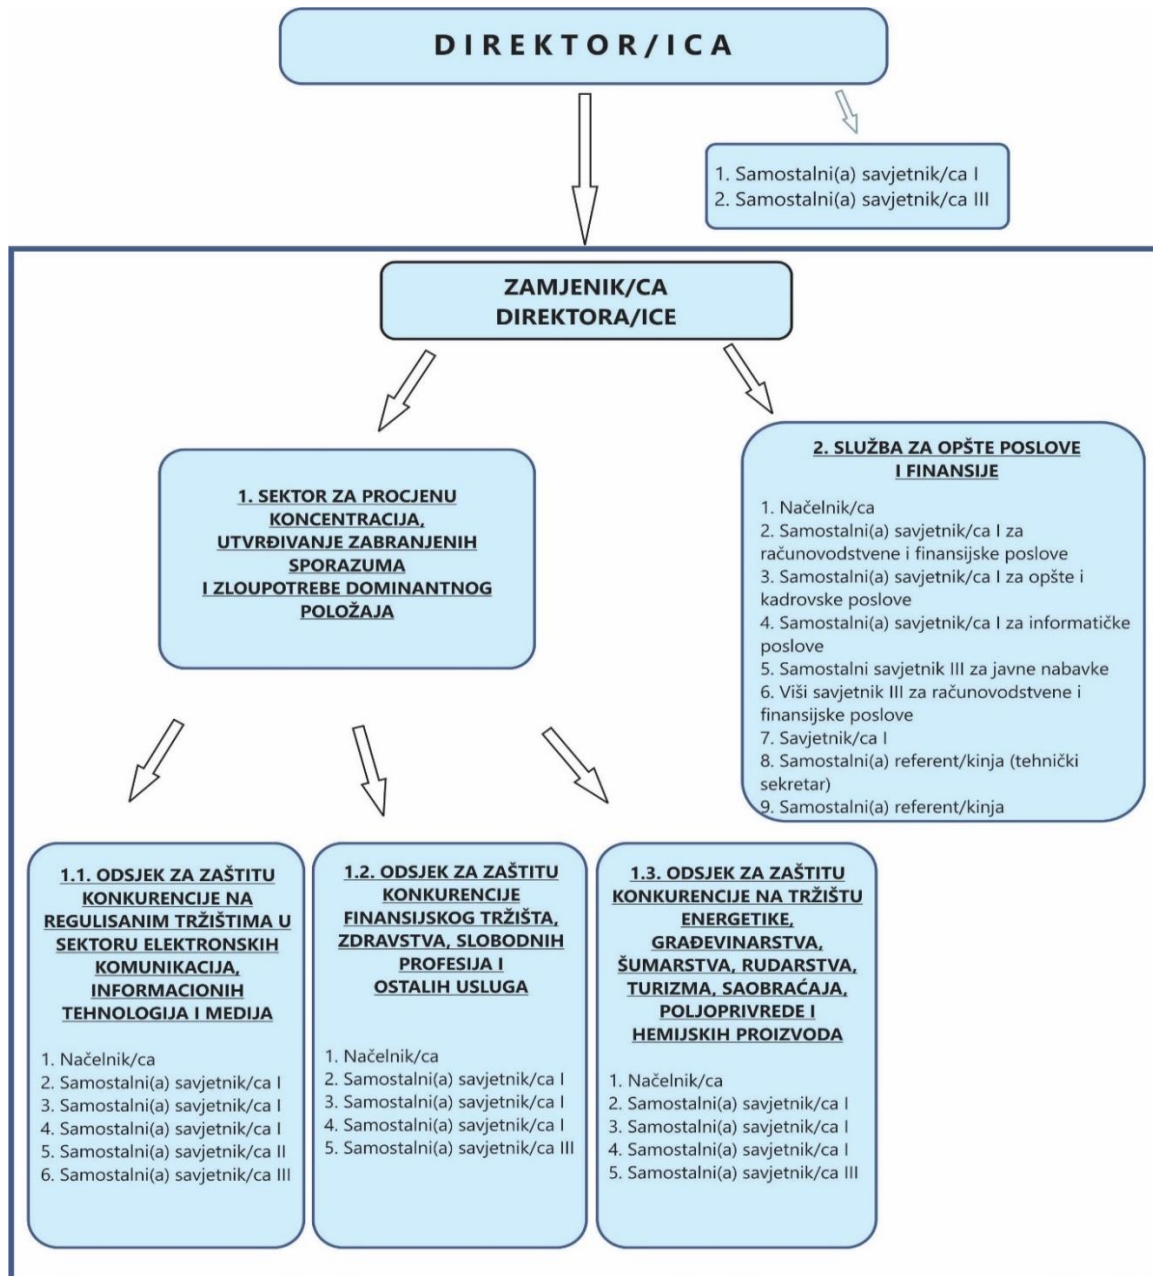 DIREKTOR/ICA
1. Samostalni(a) savjetnik/ca I
2. Samostalni(a) savjetnik/ca III
ZAMJENIK/CA
DIREKTORA/ICE
1. SEKTOR ZA PROCJENU
KONCENTRACIJA,
UTVRĐIVANJE ZABRANJENIH
SPORAZUMA
I ZLOUPOTREBE DOMINANTNOG
POLOŽAJA
2. SLUŽBA ZA OPŠTE POSLOVE
I FINANSIJE
1. Načelnik/ca
2. Samostalni(a) savjetnik/ca I za
računovodstvene i finansijske poslove
3. Samostalni(a) savjetnik/ca I za opšte i
kadrovske poslove
4. Samostalni(a) savjetnik/ca I za informatičke
poslove
5. Samostalni savjetnik III za javne nabavke
6. Viši savjetnik III za računovodstvene i
finansijske poslove
7. Savjetnik/ca I
8. Samostalni(a) referent/kinja (tehnički
sekretar)
9. Samostalni(a) referent/kinja
1.1. ODSJEK ZA ZAŠTITU
KONKURENCIJE NA
REGULISANIM TRŽIŠTIMA U
SEKTORU ELEKTRONSKIH
KOMUNIKACIJA,
INFORMACIONIH
TEHNOLOGIJA I MEDIJA
1. Načelnik/ca
2. Samostalni(a) savjetnik/ca I
3. Samostalni(a) savjetnik/ca I
4. Samostalni(a) savjetnik/ca I
5. Samostalni(a) savjetnik/ca II
6. Samostalni(a) savjetnik/ca III
1.2. ODSJEK ZA ZAŠTITU
KONKURENCIJE
FINANSIJSKOG TRŽIŠTA,
ZDRAVSTVA, SLOBODNIH
PROFESIJA I
OSTALIH USLUGA
1. Načelnik/ca
2. Samostalni(a) savjetnik/ca I
3. Samostalni(a) savjetnik/ca I
4. Samostalni(a) savjetnik/ca I
5. Samostalni(a) savjetnik/ca III
1.3. ODSJEK ZA ZAŠTITU
KONKURENCIJE NA TRŽIŠTU
ENERGETIKE,
GRAĐEVINARSTVA,
ŠUMARSTVA, RUDARSTVA,
TURIZMA, SAOBRAĆAJA,
POLJOPRIVREDE I
HEMIJSKIH PROIZVODA
1. Načelnik/ca
2. Samostalni(a) savjetnik/ca I
3. Samostalni(a) savjetnik/ca I
4. Samostalni(a) savjetnik/ca I
5. Samostalni(a) savjetnik/ca III